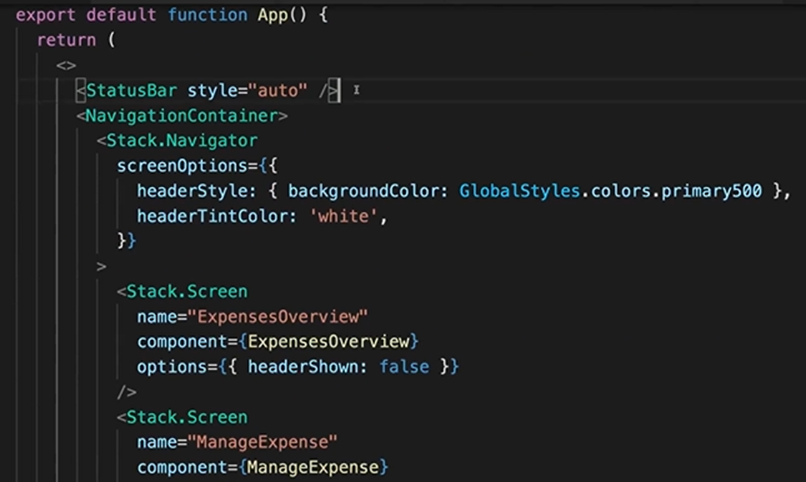 export default function App() {
return (
<>
<StatusBar style="auto" />
<NavigationContainer>
<Stack.Navigator
screenOptions={{
headerStyle: { backgroundColor: GlobalStyles.colors.primary500 },
headerTintColor: 'white',
}}
>
<Stack.Screen
name="ExpensesOverview"
component={ExpensesOverview}
options={{ headerShown: false }}
/>
<Stack.Screen
name="ManageExpense"
component={ManageExpense}